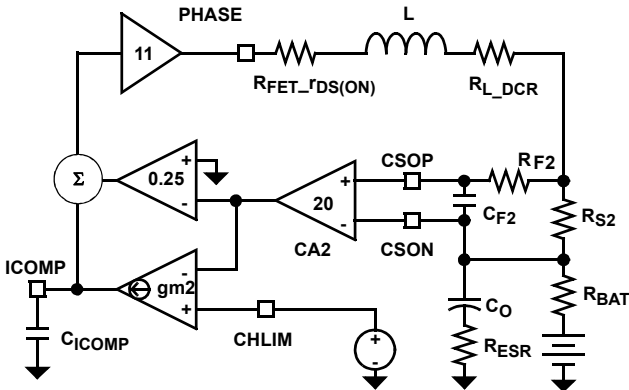 PHASE
L
11
RFET_rDS(ON)
RL_DCR
Σ
0.25
+
-
20
+
-
CA2
CSOP
CSON
RF2
CF2
RS2
ICOMP
CICOMP
gm2
-
+
CHLIM
+
-
CO
RESR
RBAT